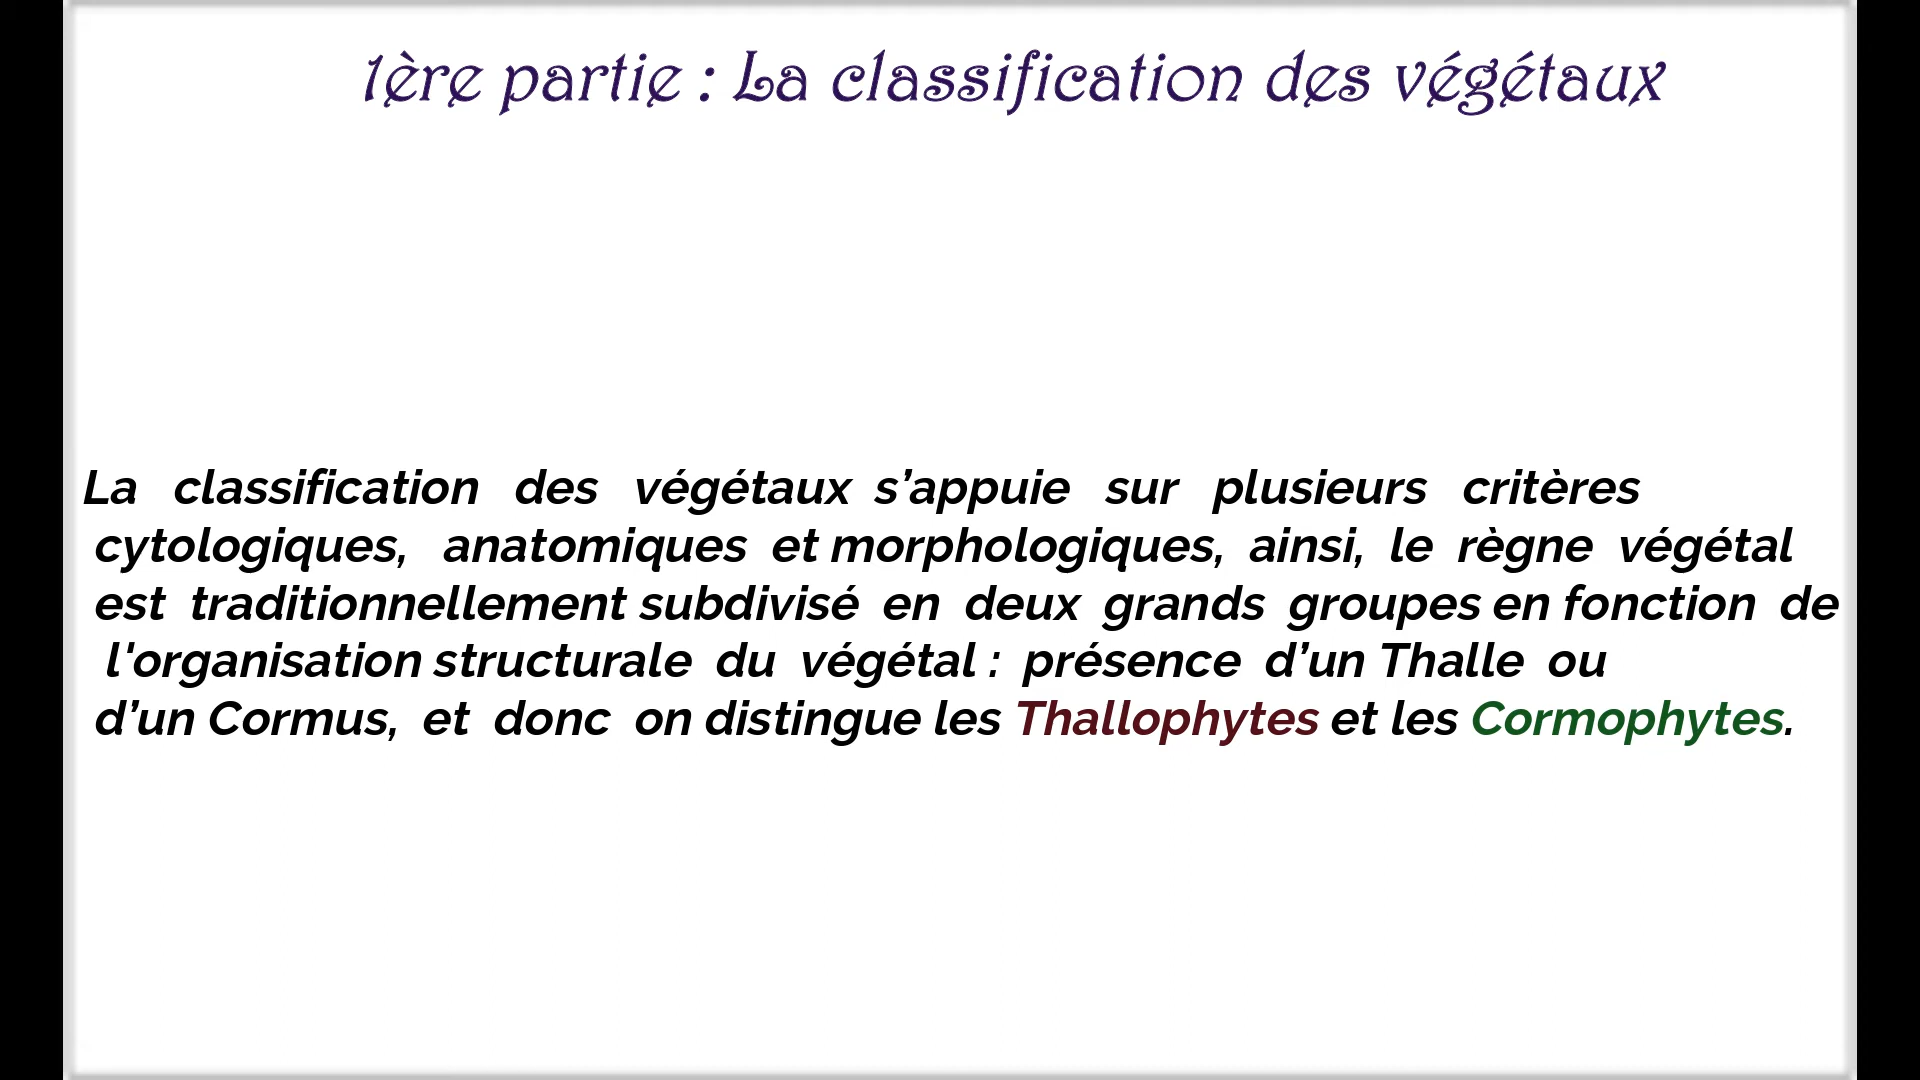 1ère partie : La classification des végétaux
La classification des végétaux s’appuie sur plusieurs critères
cytologiques, anatomiques et morphologiques, ainsi, le règne végétal
est traditionnellement subdivisé en deux grands groupes en fonction de
l'organisation structurale du végétal : présence d’un Thalle ou
d’un Cormus, et donc on distingue les Thallophytes et les Cormophytes.